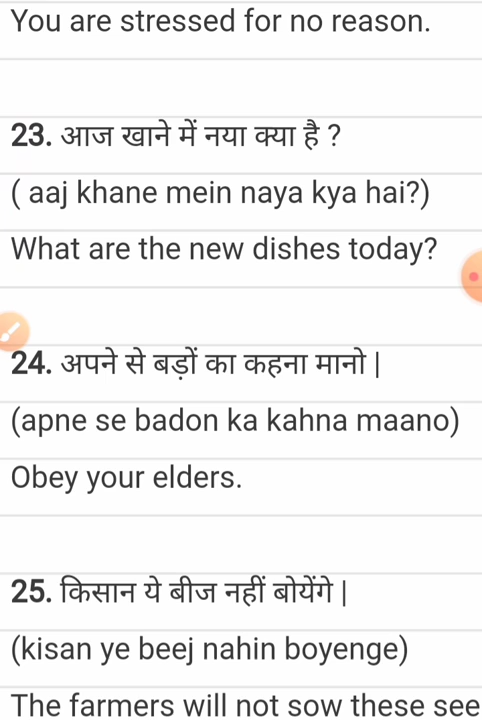 You are stressed for no reason.
23. आज खाने में नया क्या है ?
( aaj khane mein naya kya hai?)
What are the new dishes today?
24. अपने से बड़ों का कहना मानो |
(apne se badon ka kahna maano)
Obey your elders.
25. किसान ये बीज नहीं बोयेंगे |
(kisan ye beej nahin boyenge)
The farmers will not sow these see